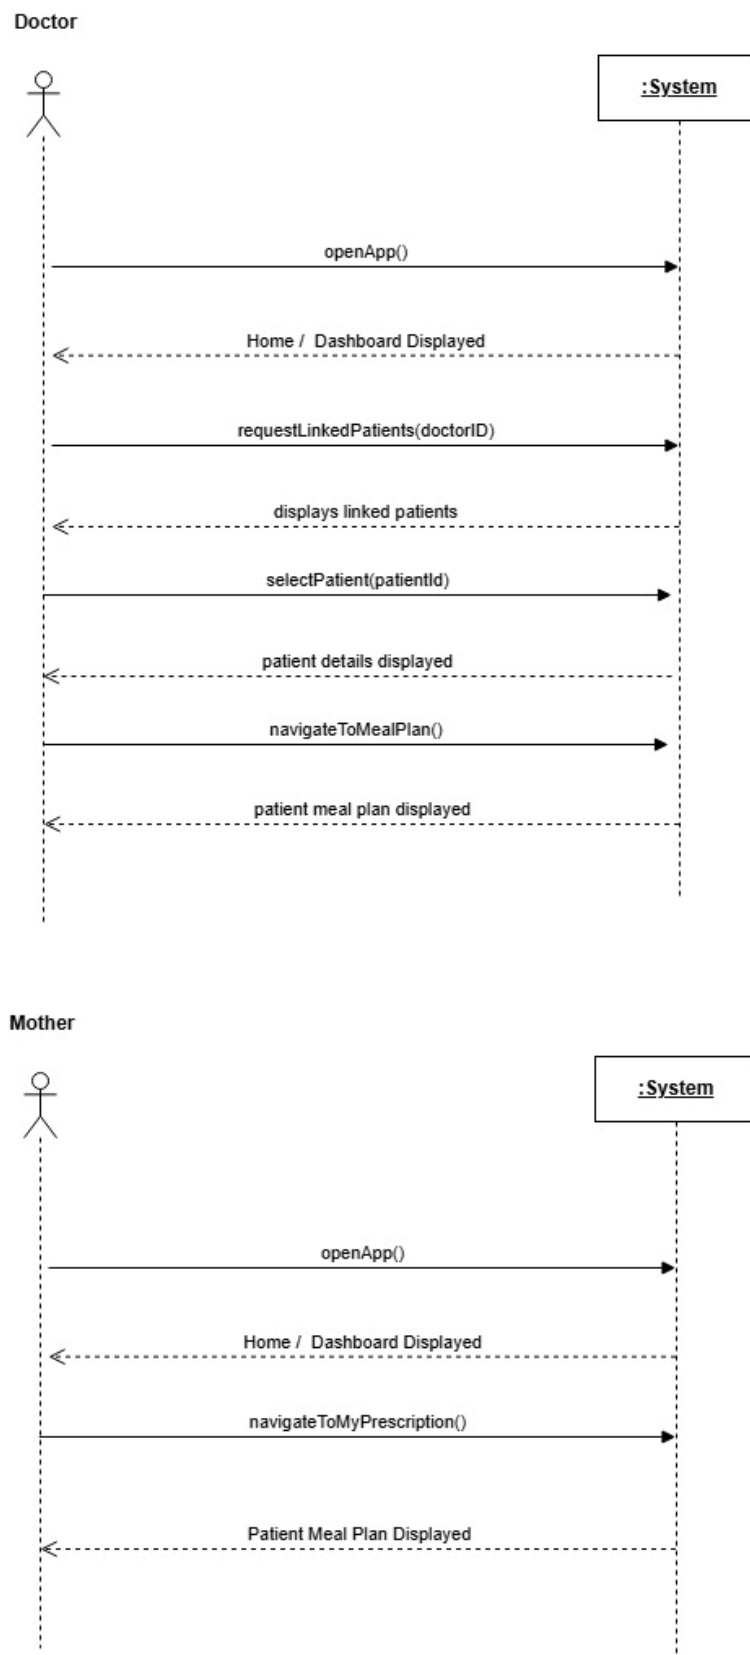 Doctor
:System
openApp()
Home / Dashboard Displayed
requestLinkedPatients(doctorID)
displays linked patients
selectPatient(patientId)
patient details displayed
navigateToMealPlan()
patient meal plan displayed
Mother
:System
openApp()
Home / Dashboard Displayed
navigateToMyPrescription()
Patient Meal Plan Displayed